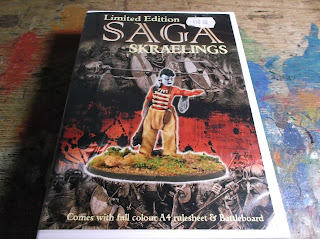 Limited Edition
SAGA
SKRAELINGS
Comes with full colour A4 rulesheet & Battleboard